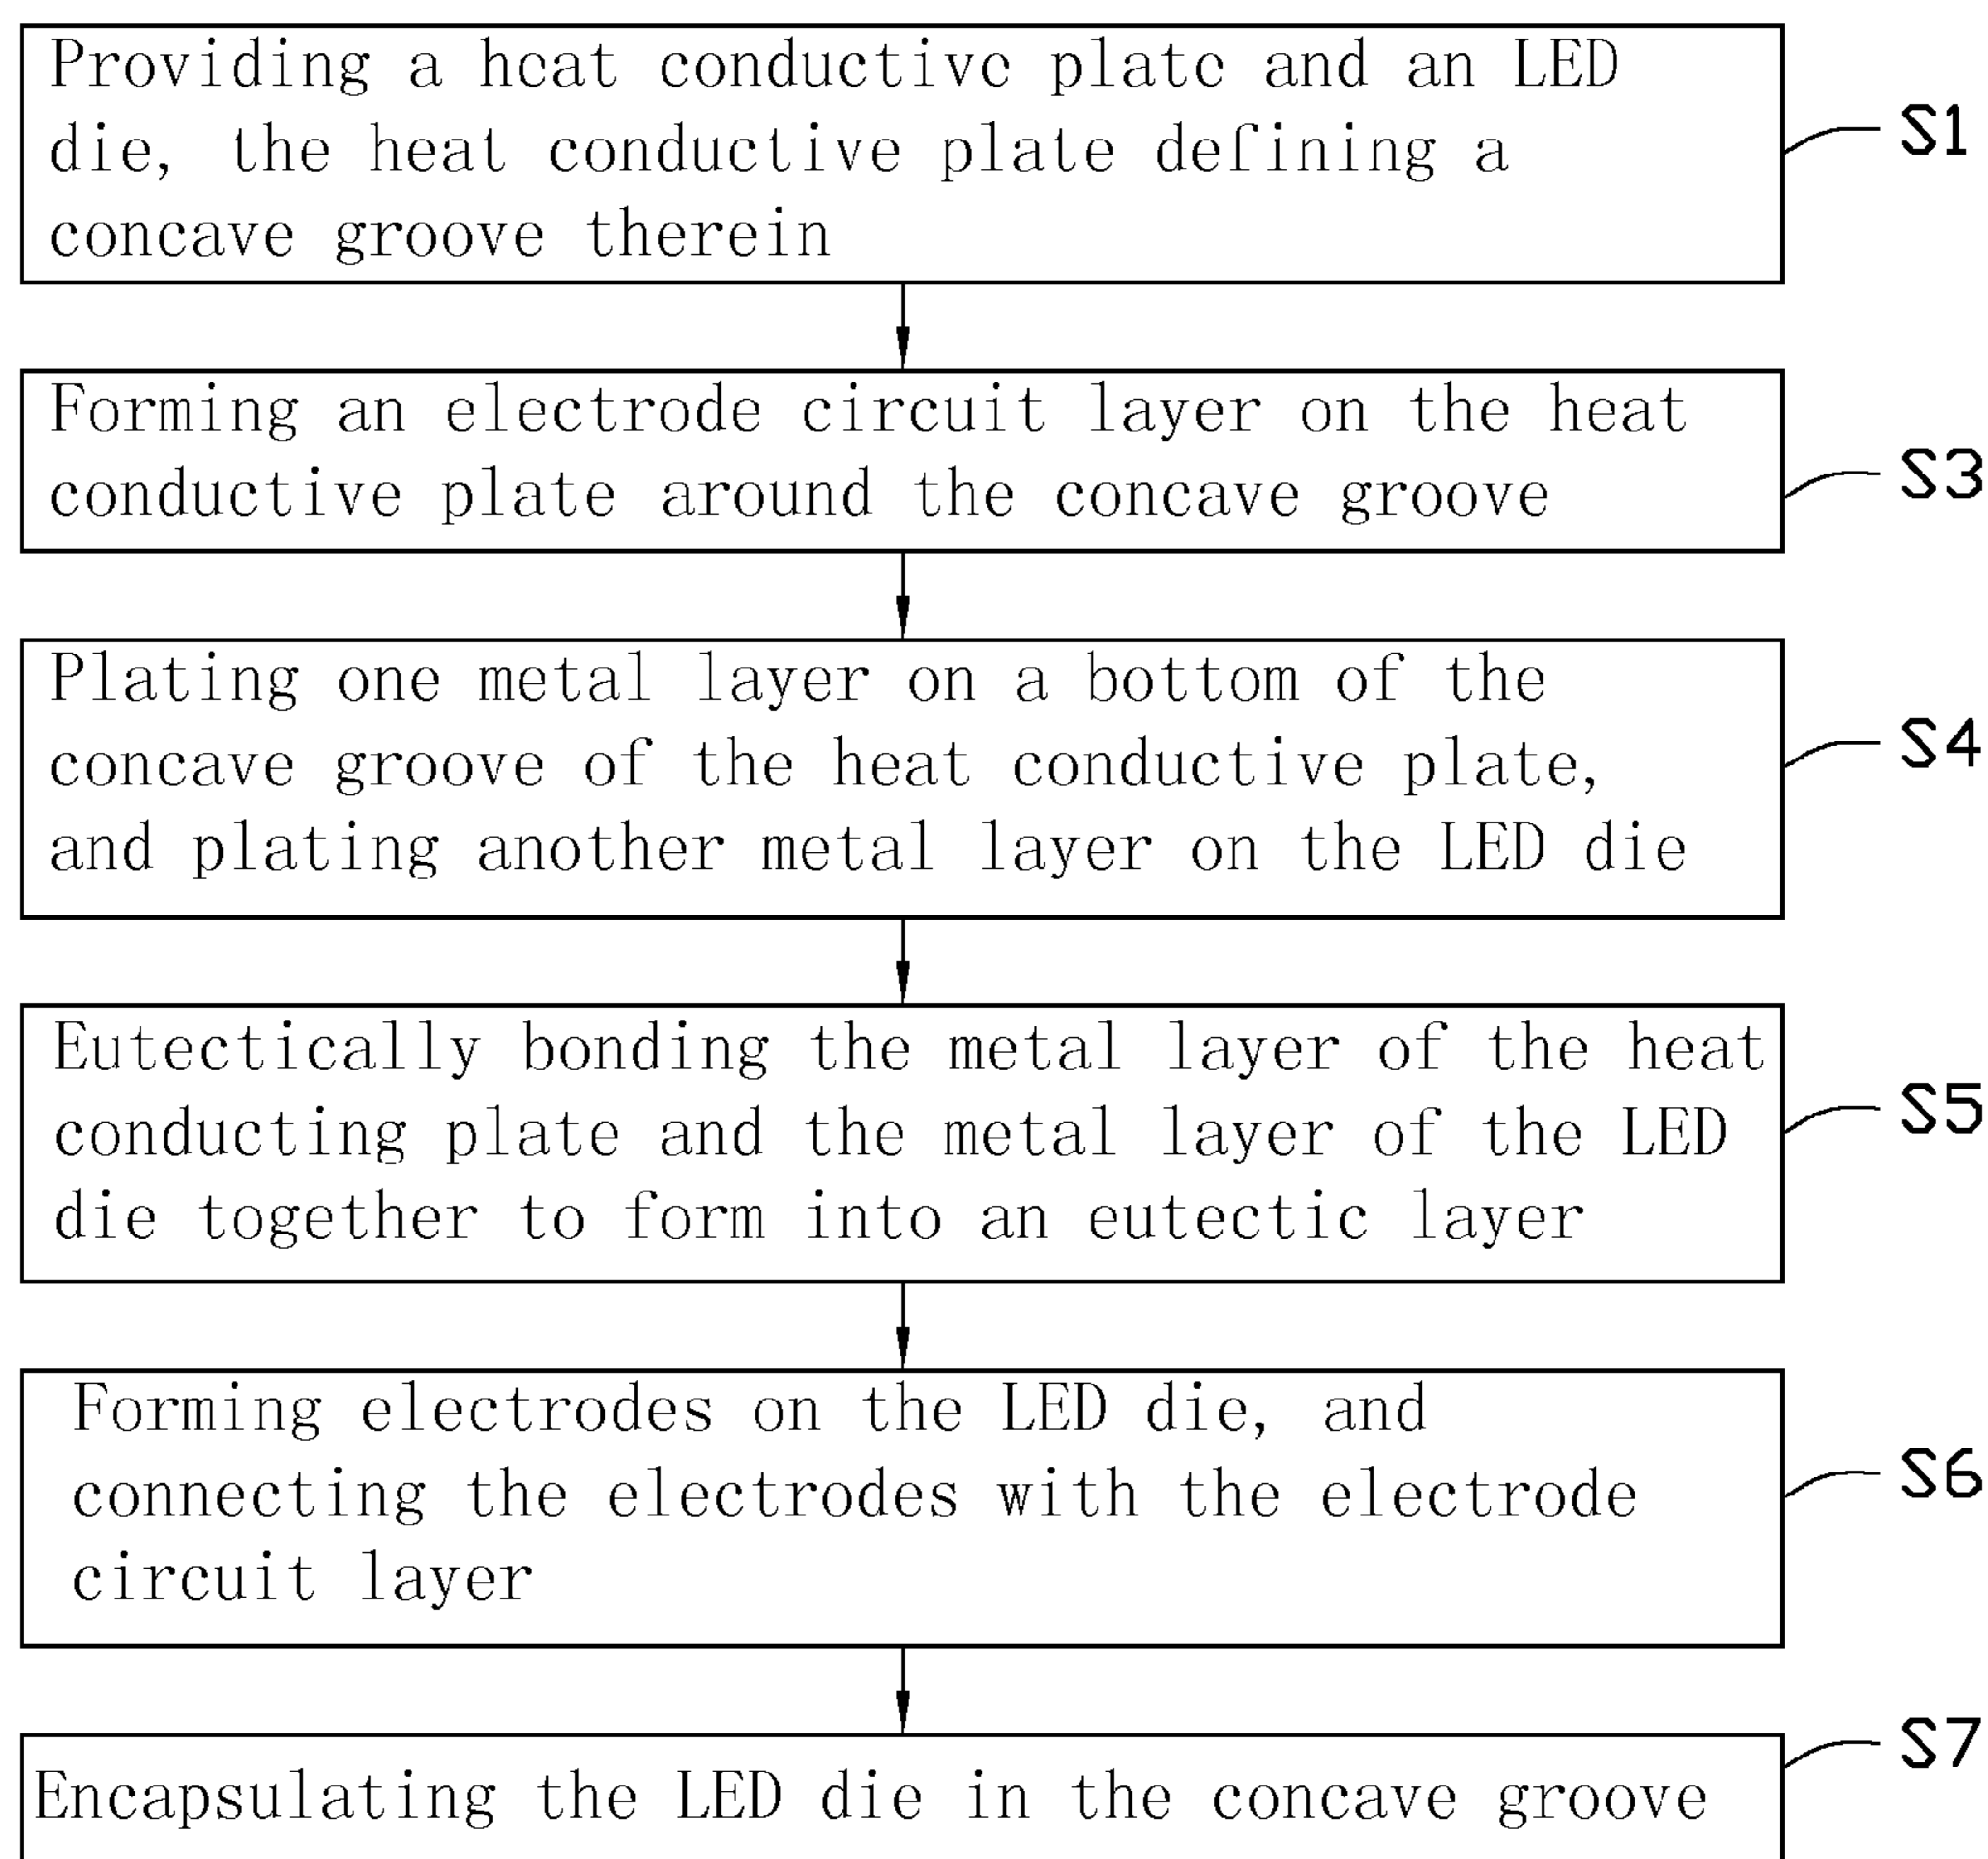 Providing a heat conductive plate and an LED
die, the heat conductive plate defining a
concave groove therein
S1
Forming an electrode circuit layer on the heat
conductive plate around the concave groove
S3
Plating one metal layer on a bottom of the
concave groove of the heat conductive plate,
and plating another metal layer on the LED die
S4
Eutectically bonding the metal layer of the heat
conducting plate and the metal layer of the LED
die together to form into an eutectic layer
S5
Forming electrodes on the LED die, and
connecting the electrodes with the electrode
circuit layer
S6
Encapsulating the LED die in the concave groove
S7